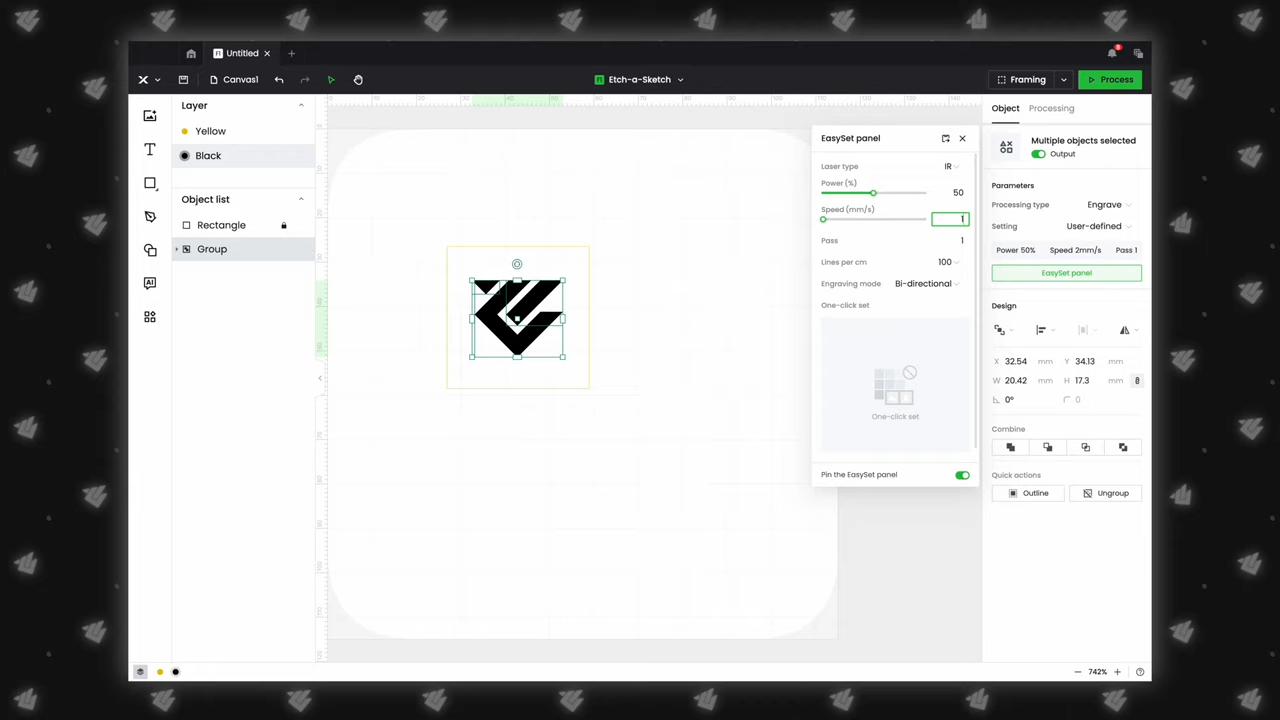 Untitled
Canvas1
Etch-a-Sketch
Framing
Process
Layer
Yellow
Black
Object list
Rectangle
Group
EasySet panel
Laser type
IR
Power (%)
50
Speed (mm/s)
1
Pass
1
Lines per cm
100
Engraving mode
Bi-directional
One-click set
One-click set
Pin the EasySet panel
Object
Processing
Multiple objects selected
Output
Parameters
Processing type
Engrave
Setting
User-defined
Power 50% Speed 2mm/s Pass 1
EasySet panel
Design
X 32.54 mm Y 34.13 mm
W 20.42 mm H 17.3 mm
0° 0
Combine
Quick actions
Outline
Ungroup
742%